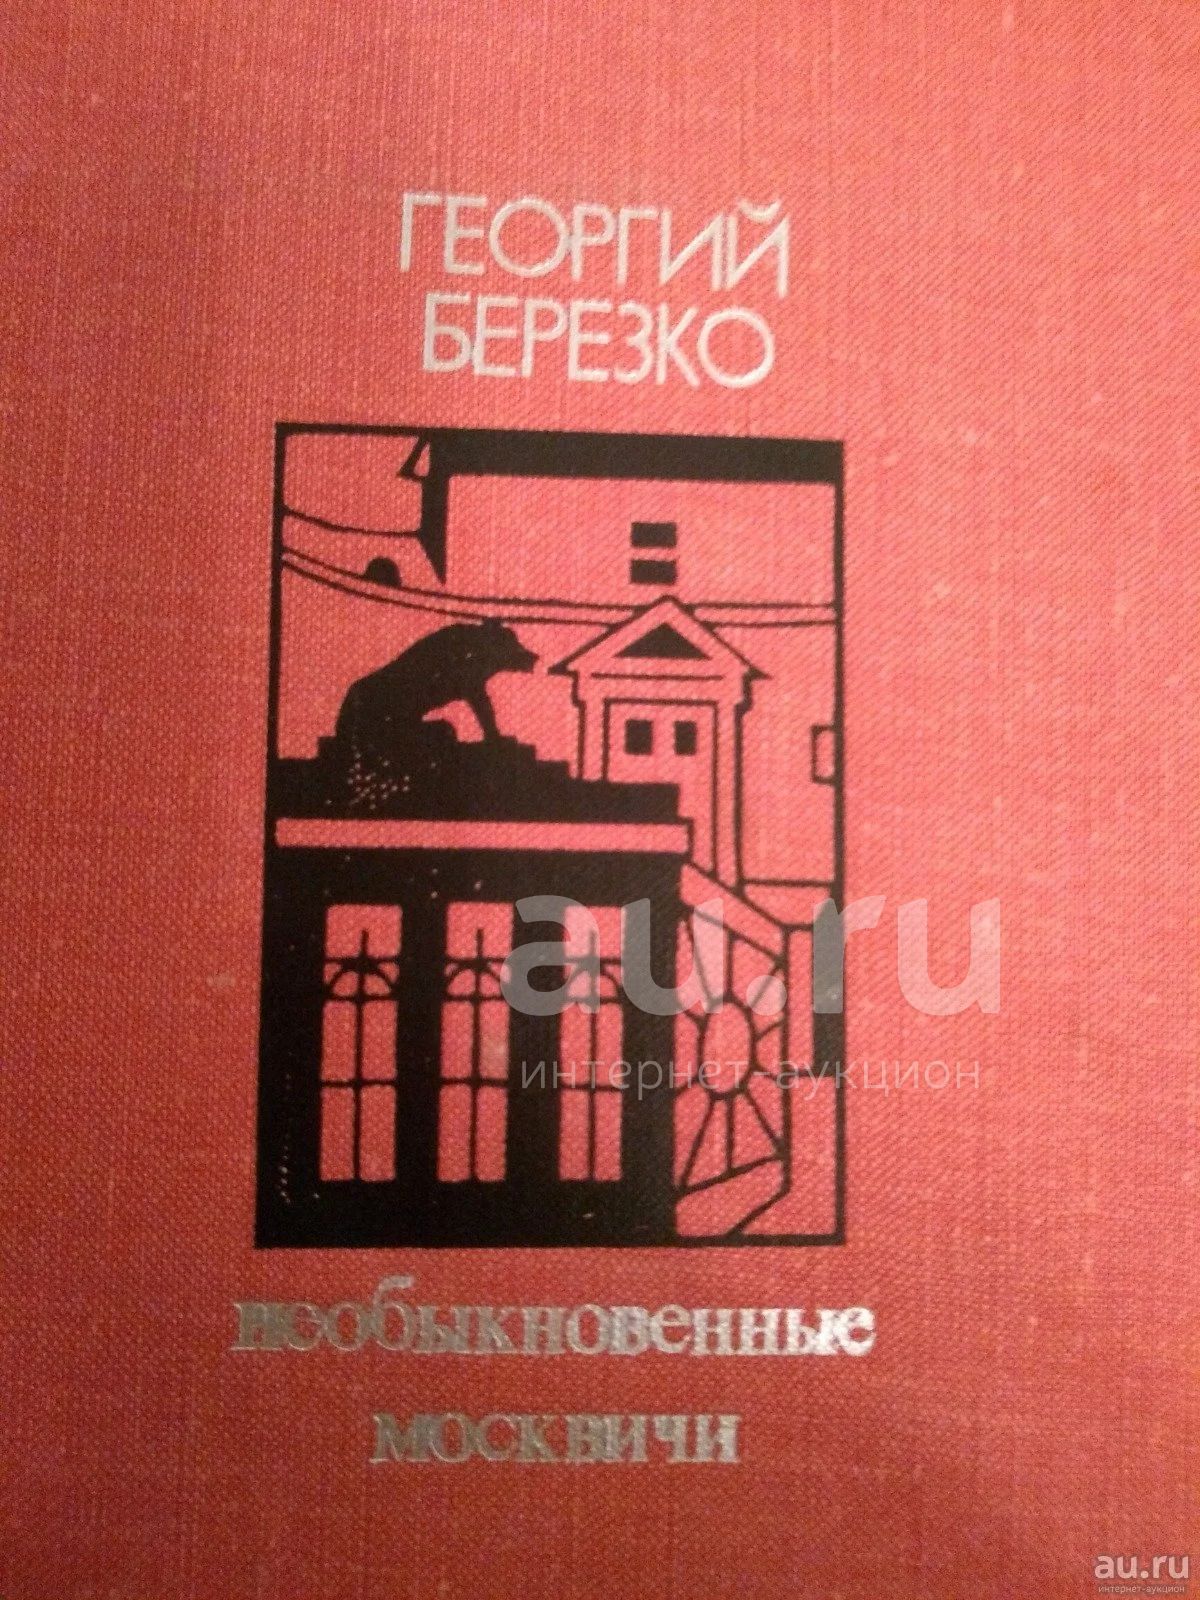 ГЕОРГИЙ
БЕРЕЗКО
au.ru
интернет-аукцион
необыкновенные
москвичи
au.ru
интернет-аукцион